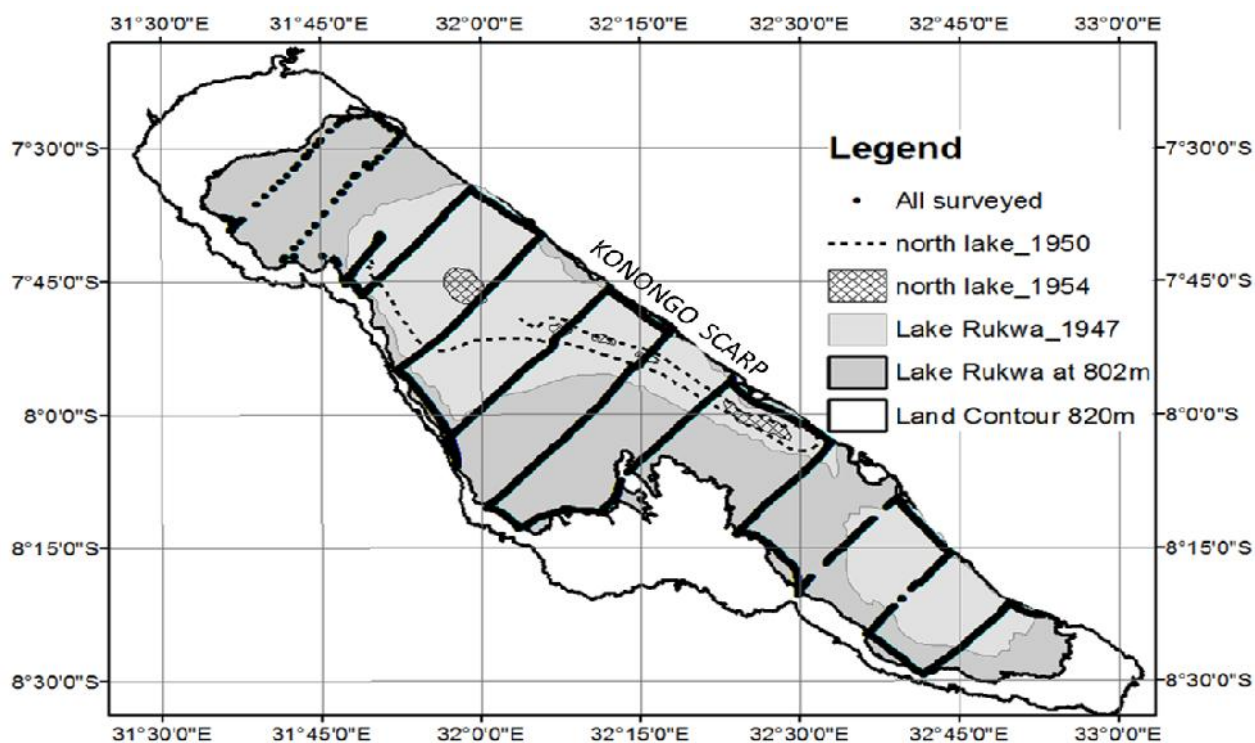 31°30'0"E 31°45'0"E 32°0'0"E 32°15'0"E 32°30'0"E 32°45'0"E 33°0'0"E
7°30'0"S 7°30'0"S
Legend
All surveyed
north lake_1950
7°45'0"S KONONGO SCARP north lake_1954 7°45'0"S
Lake Rukwa_1947
Lake Rukwa at 802m
8°0'0"S Land Contour 820m 8°0'0"S
8°15'0"S 8°15'0"S
8°30'0"S 8°30'0"S
31°30'0"E 31°45'0"E 32°0'0"E 32°15'0"E 32°30'0"E 32°45'0"E 33°0'0"E